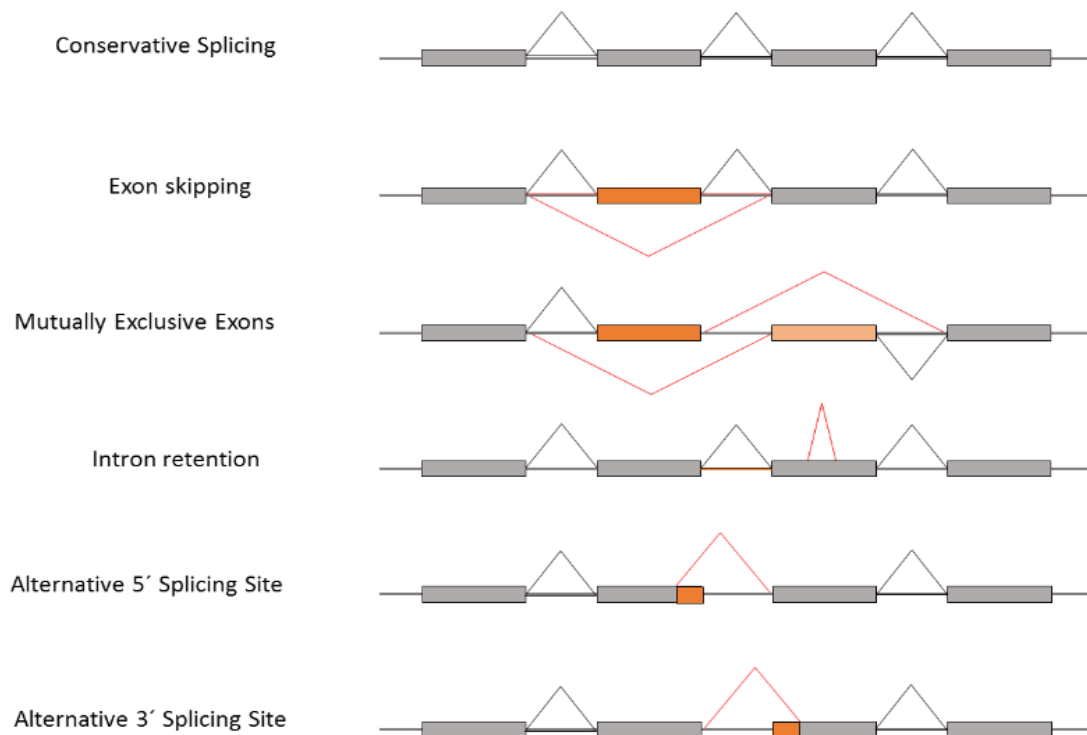 Conservative Splicing
Exon skipping
Mutually Exclusive Exons
Intron retention
Alternative 5´ Splicing Site
Alternative 3´ Splicing Site